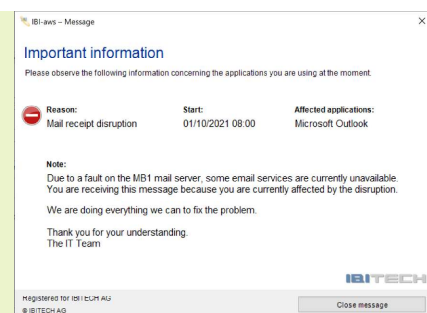 IBI-aws – Message
Important information
Please observe the following information concerning the applications you are using at the moment.
Reason: Start: Affected applications:
Mail receipt disruption 01/10/2021 08:00 Microsoft Outlook
Note:
Due to a fault on the MB1 mail server, some email services are currently unavailable.
You are receiving this message because you are currently affected by the disruption.
We are doing everything we can to fix the problem.
Thank you for your understanding.
The IT Team
IBITECH
Registered for IBITECH AG
© IBITECH AG
Close message